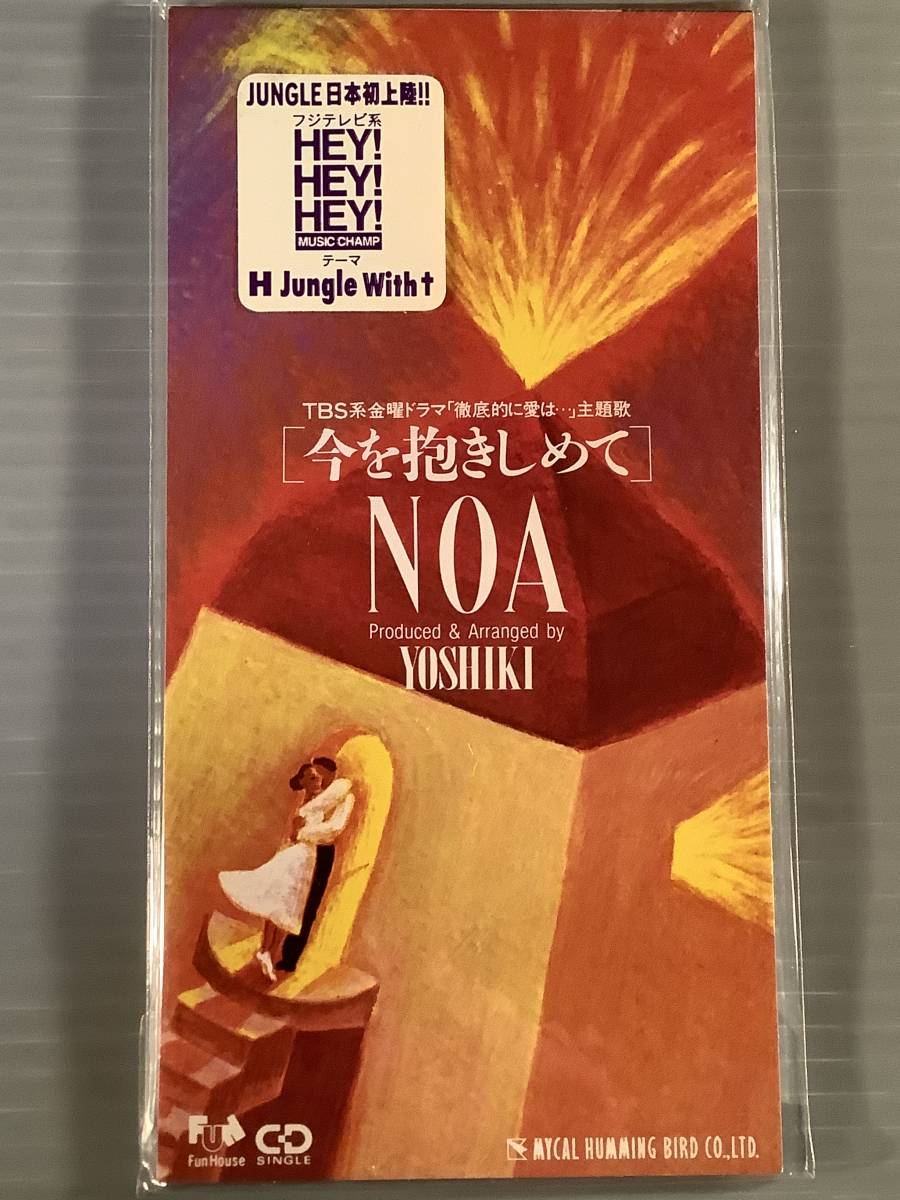 JUNGLE日本初上陸!!
フジテレビ系
HEY!
HEY!
HEY!
MUSIC CHAMP
テーマ
H Jungle With t
TBS系金曜ドラマ「徹底的に愛は…」主題歌
[今を抱きしめて]
NOA
Produced & Arranged by
YOSHIKI
Fun
Fun House
CD
SINGLE
MYCAL HUMMING BIRD CO.,LTD.